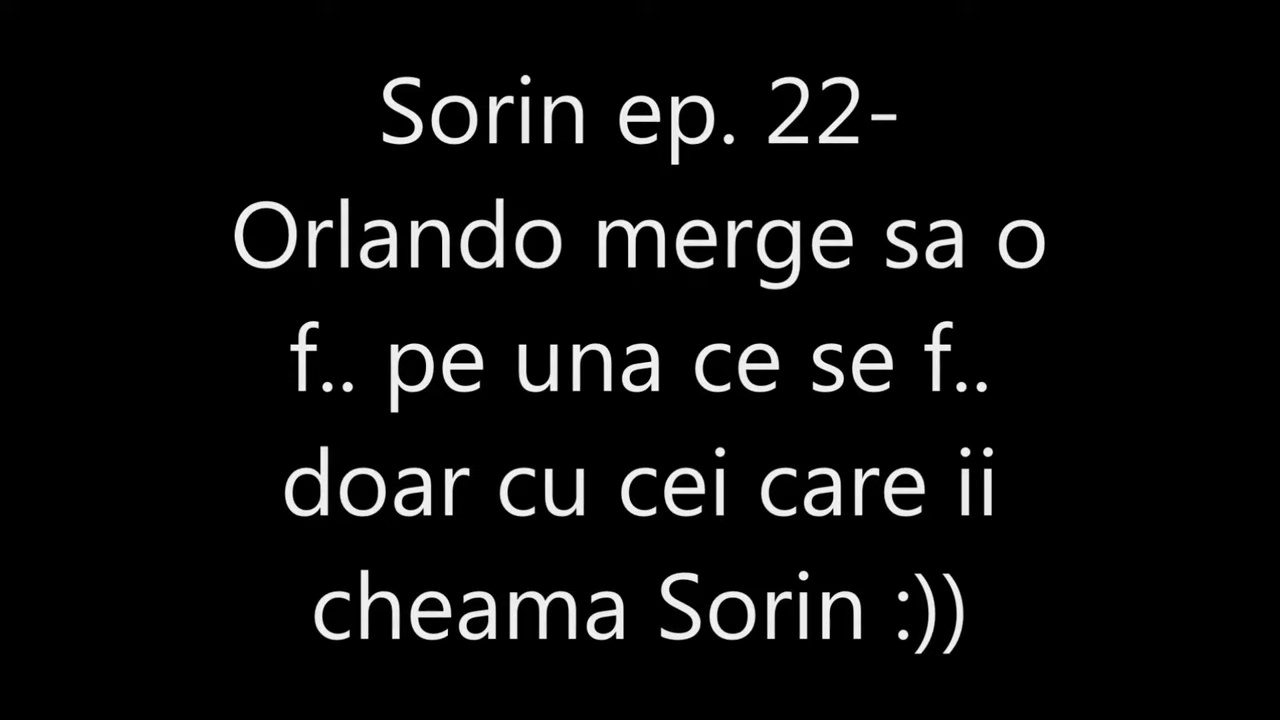 Sorin ep. 22-
Orlando merge sa o
f.. pe una ce se f..
doar cu cei care ii
cheama Sorin :))